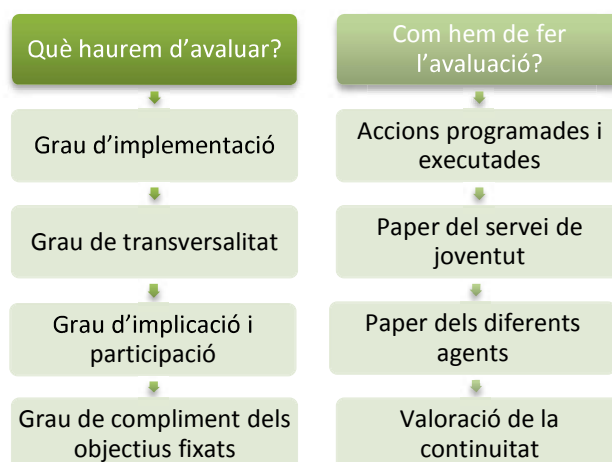 Què haurem d’avaluar?
Grau d’implementació
Grau de transversalitat
Grau d’implicació i
participació
Grau de compliment dels
objectius fixats
Com hem de fer
l’avaluació?
Accions programades i
executades
Paper del servei de
joventut
Paper dels diferents
agents
Valoració de la
continuitat